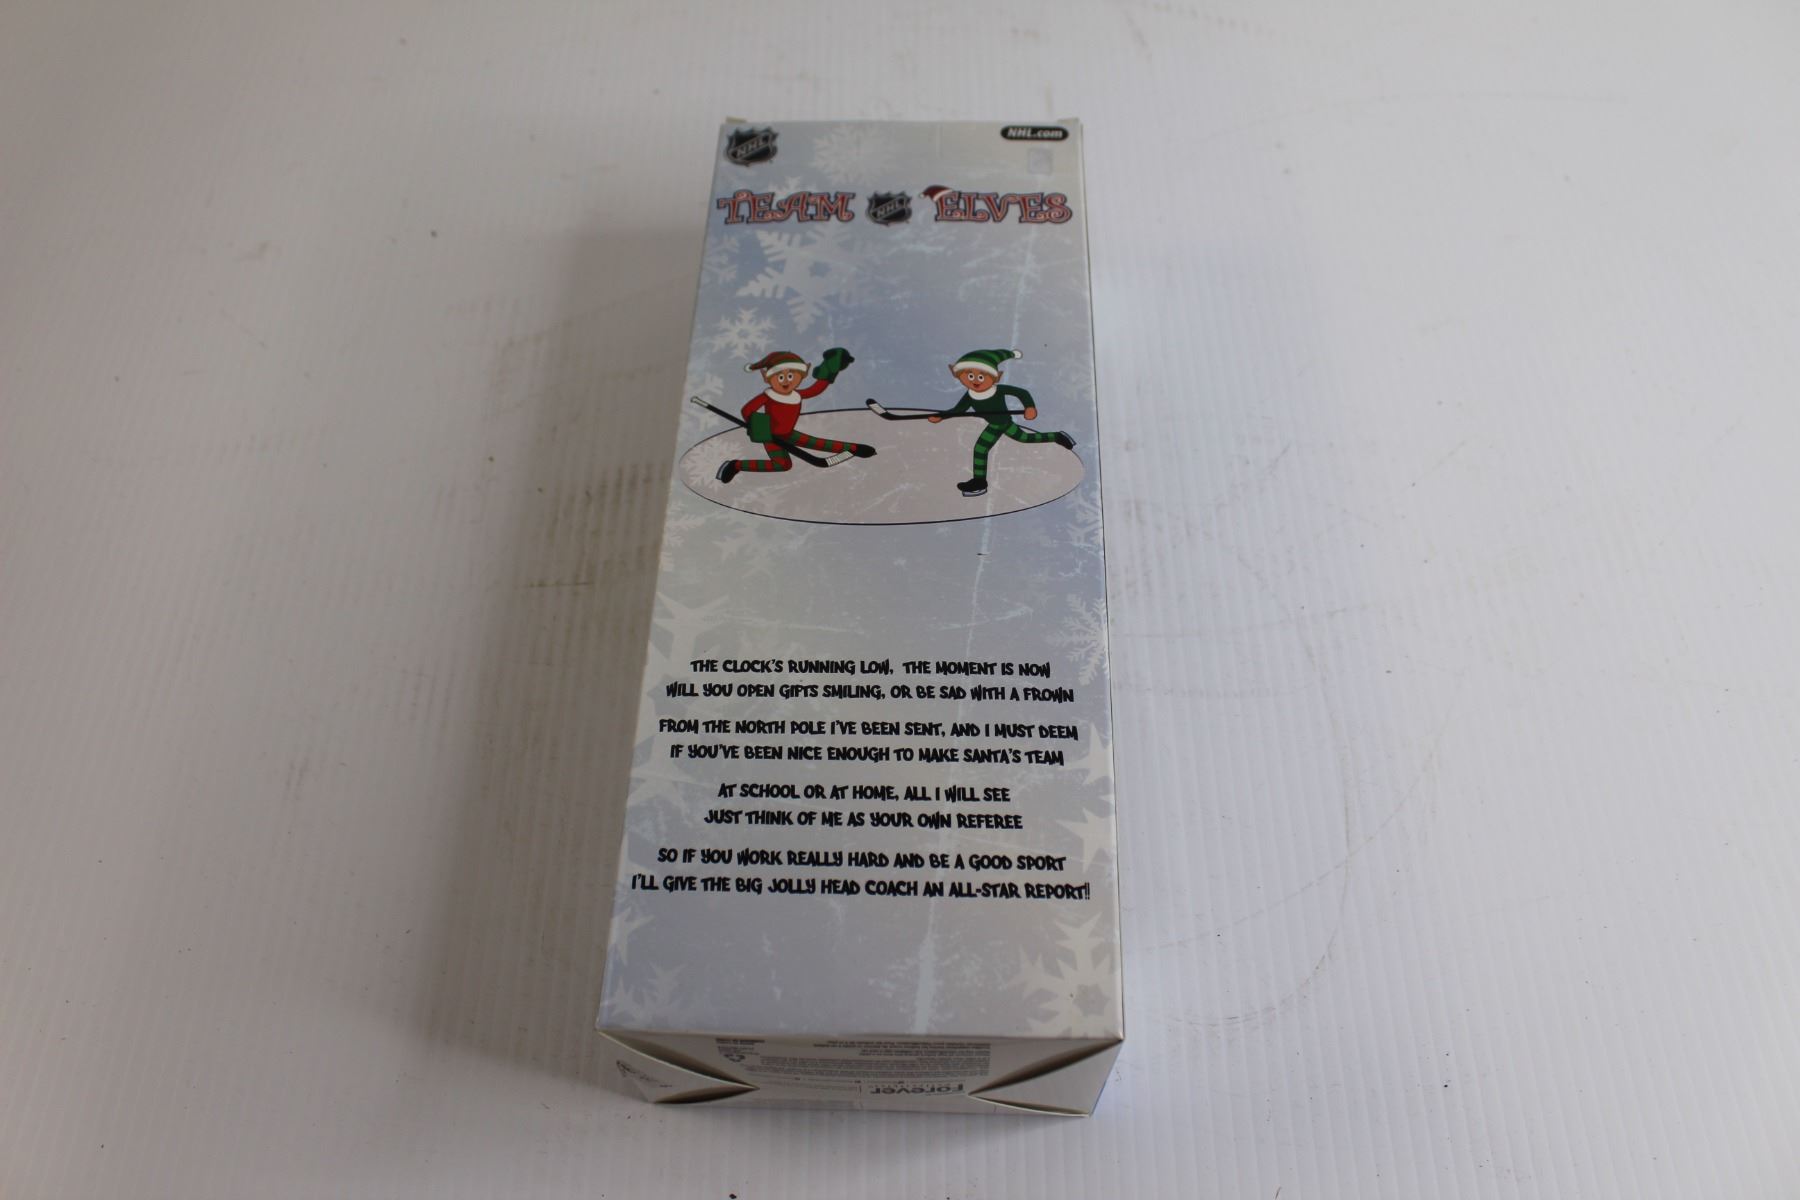 NHL
NHL.com
TEAM NHL ELVES
THE CLOCK'S RUNNING LOW, THE MOMENT IS NOW
WILL YOU OPEN GIFTS SMILING, OR BE SAD WITH A FROWN
FROM THE NORTH POLE I'VE BEEN SENT, AND I MUST DEEM
IF YOU'VE BEEN NICE ENOUGH TO MAKE SANTA'S TEAM
AT SCHOOL OR AT HOME, ALL I WILL SEE
JUST THINK OF ME AS YOUR OWN REFEREE
SO IF YOU WORK REALLY HARD AND BE A GOOD SPORT
I'LL GIVE THE BIG JOLLY HEAD COACH AN ALL-STAR REPORT!!
Forever